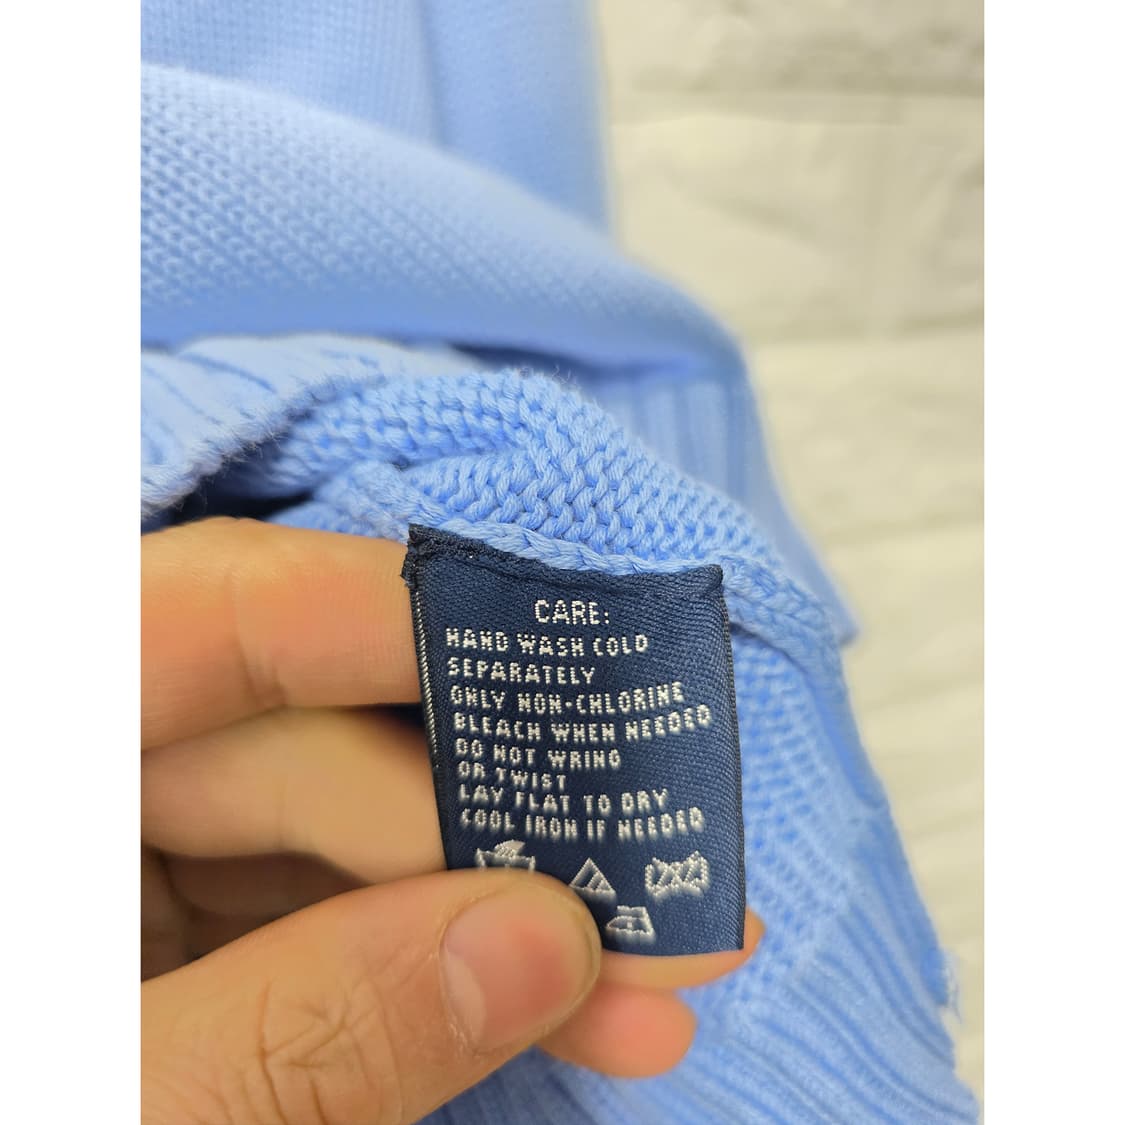 CARE:
HAND WASH COLD
SEPARATELY
ONLY NON-CHLORINE
BLEACH WHEN NEEDED
DO NOT WRING
OR TWIST
LAY FLAT TO DRY
COOL IRON IF NEEDED